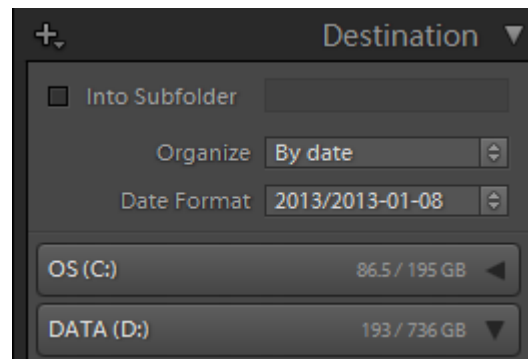 Destination
Into Subfolder
Organize By date
Date Format 2013/2013-01-08
OS (C:) 86.5 / 195 GB
DATA (D:) 193 / 736 GB